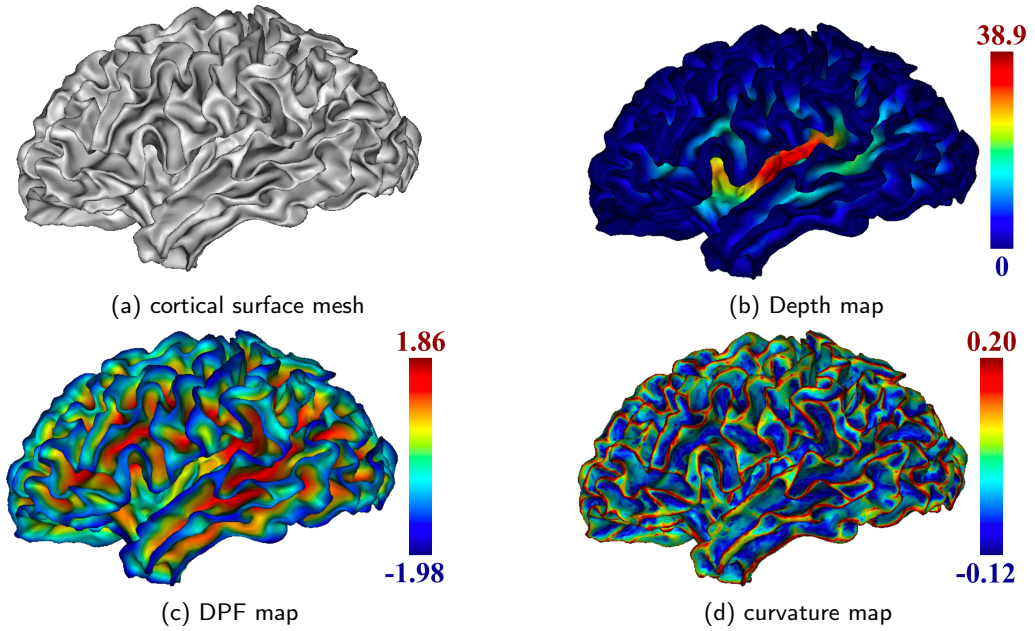 38.9
0
(a) cortical surface mesh
(b) Depth map
1.86
-1.98
0.20
-0.12
(c) DPF map
(d) curvature map